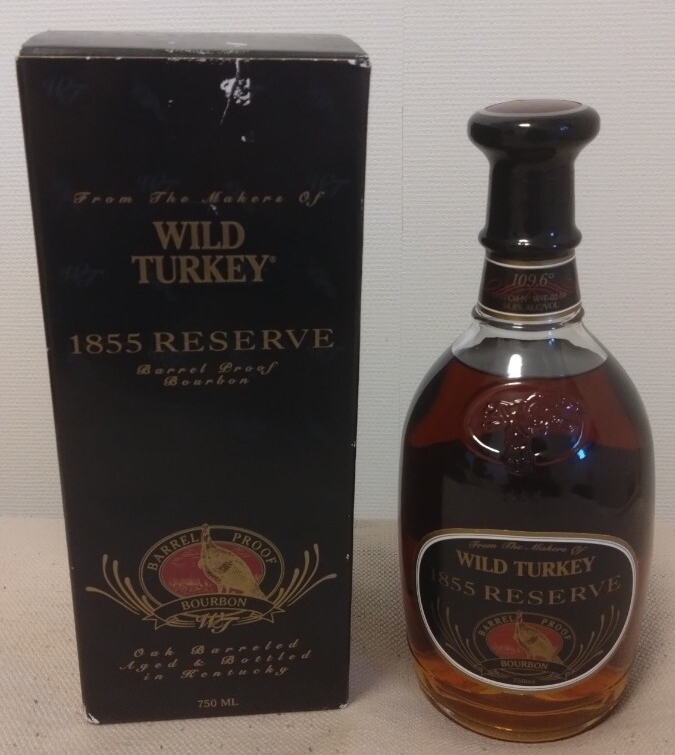 From The Makers Of
WILD
TURKEY®
1855 RESERVE
Barrel Proof
Bourbon
BARREL PROOF
BOURBON
WT
Oak Barreled
Aged & Bottled
in Kentucky
750 ML
109.6°
From The Makers Of
WILD TURKEY
1855 RESERVE
BARREL PROOF
BOURBON
750ml